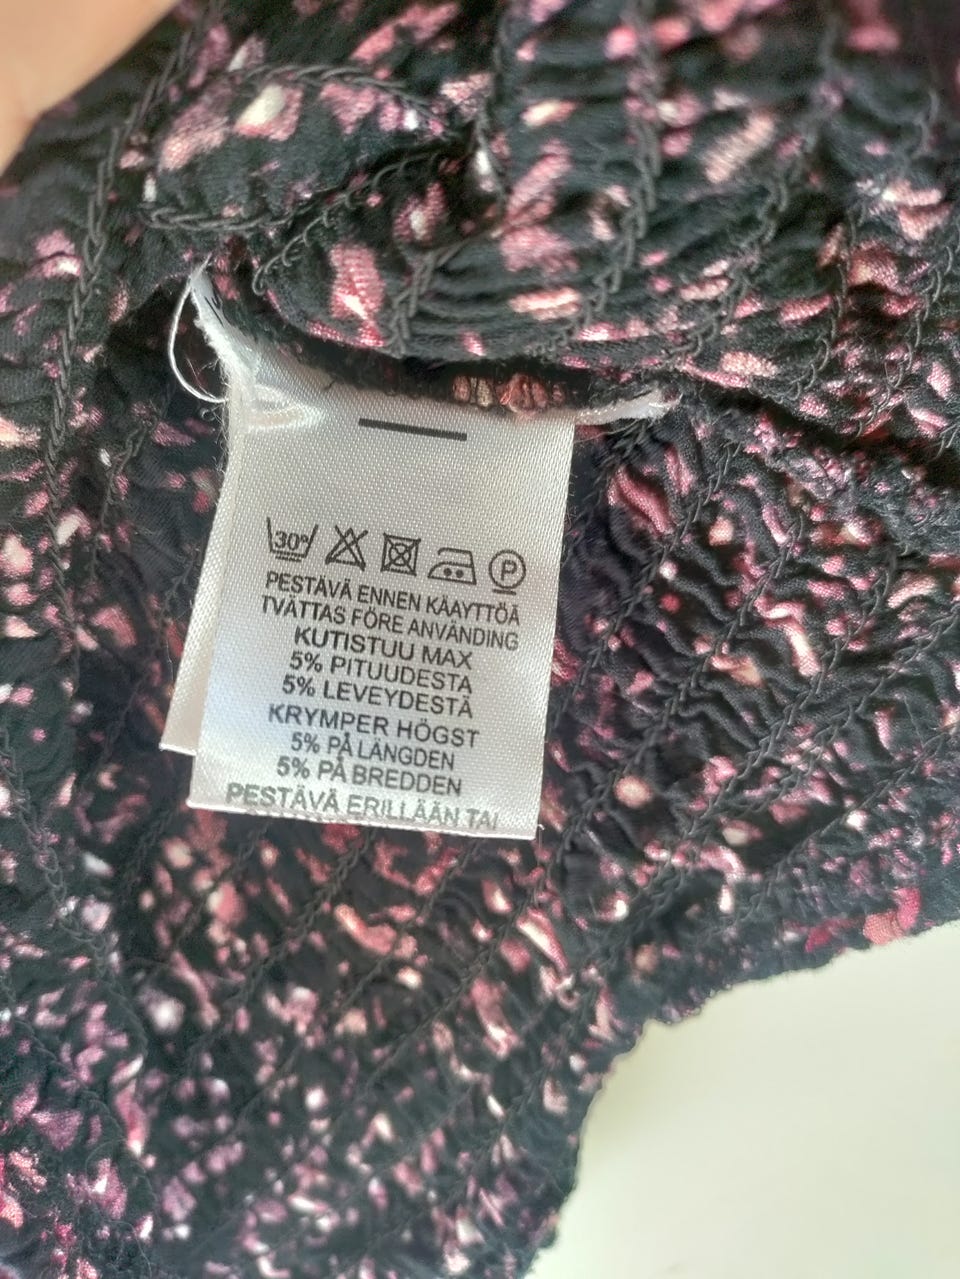 30°
P
PESTÄVÄ ENNEN KÄAYTTÖÄ
TVÄTTAS FÖRE ANVÄNDING
KUTISTUU MAX
5% PITUUDESTA
5% LEVEYDESTÄ
KRYMPER HÖGST
5% PÅ LÄNGDEN
5% PÅ BREDDEN
PESTÄVÄ ERILLÄÄN TAI